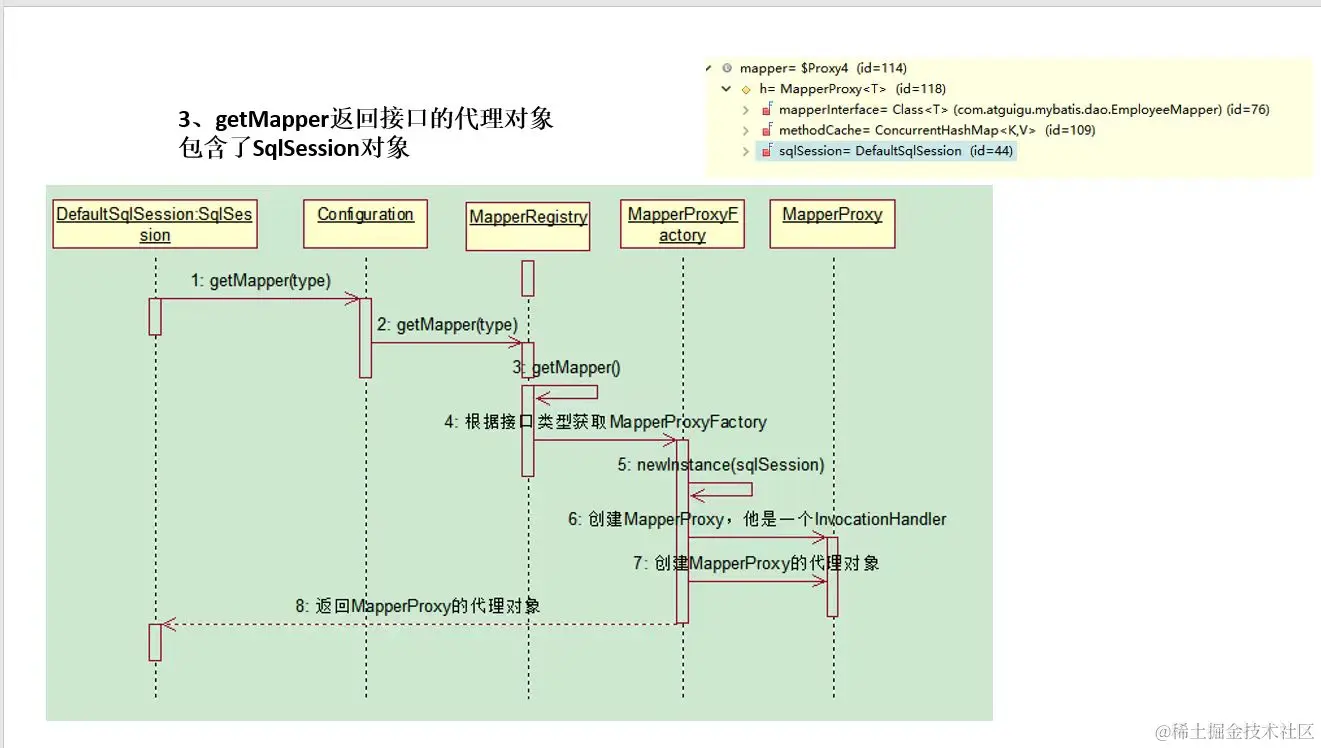 3、getMapper返回接口的代理对象
包含了SqlSession对象
mapper= $Proxy4 (id=114)
h= MapperProxy<T> (id=118)
mapperInterface= Class<T> (com.atguigu.mybatis.dao.EmployeeMapper) (id=76)
methodCache= ConcurrentHashMap<K,V> (id=109)
sqlSession= DefaultSqlSession (id=44)
DefaultSqlSession:SqlSes
sion
Configuration
MapperRegistry
MapperProxyF
actory
MapperProxy
1: getMapper(type)
2: getMapper(type)
3: getMapper()
4: 根据接口类型获取MapperProxyFactory
5: newInstance(sqlSession)
6: 创建MapperProxy，他是一个InvocationHandler
7: 创建MapperProxy的代理对象
8: 返回MapperProxy的代理对象
@稀土掘金技术社区